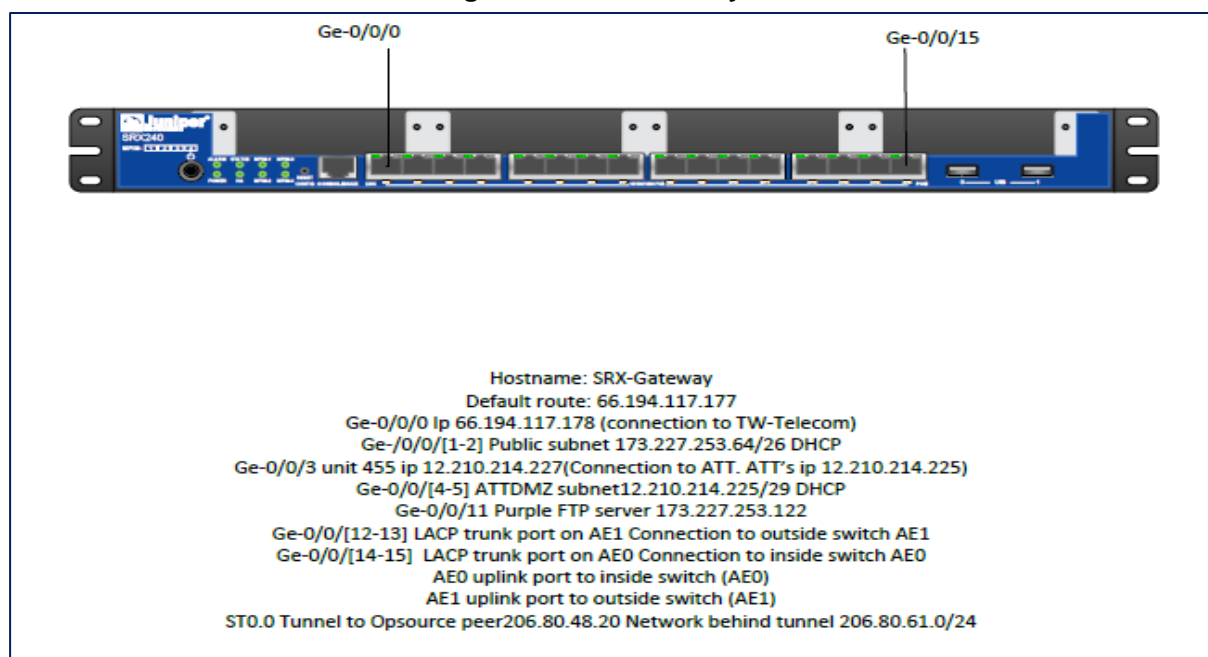 Ge-0/0/0
Ge-0/0/15
Juniper
SRX240
Hostname: SRX-Gateway
Default route: 66.194.117.177
Ge-0/0/0 Ip 66.194.117.178 (connection to TW-Telecom)
Ge-/0/0/[1-2] Public subnet 173.227.253.64/26 DHCP
Ge-0/0/3 unit 455 ip 12.210.214.227(Connection to ATT. ATT's ip 12.210.214.225)
Ge-0/0/[4-5] ATTDMZ subnet12.210.214.225/29 DHCP
Ge-0/0/11 Purple FTP server 173.227.253.122
Ge-0/0/[12-13] LACP trunk port on AE1 Connection to outside switch AE1
Ge-0/0/[14-15]  LACP trunk port on AE0 Connection to inside switch AE0
AE0 uplink port to inside switch (AE0)
AE1 uplink port to outside switch (AE1)
ST0.0 Tunnel to Opsource peer206.80.48.20 Network behind tunnel 206.80.61.0/24